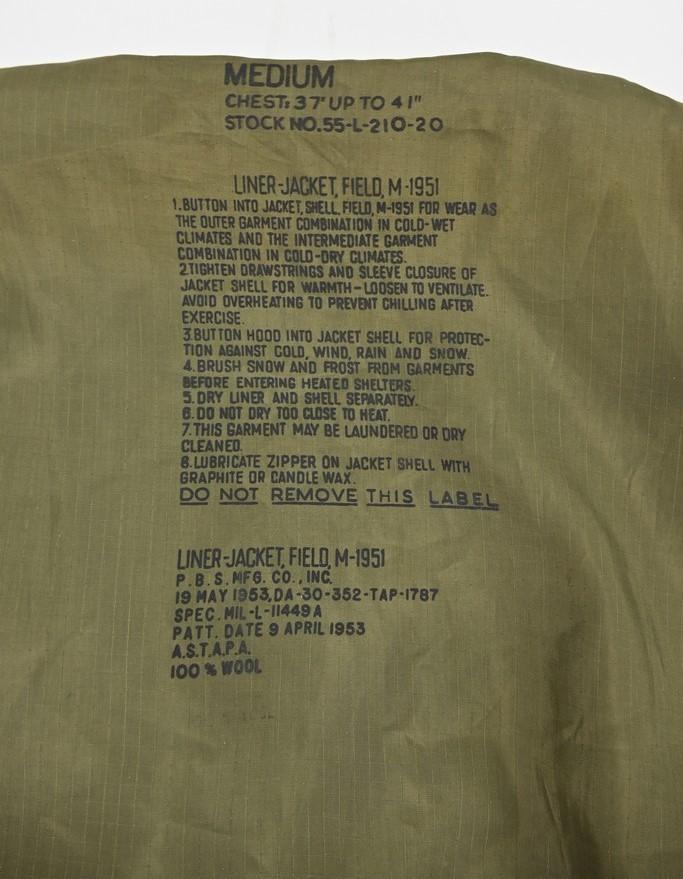 MEDIUM
CHEST: 37" UP TO 41"
STOCK NO.55-L-210-20
LINER-JACKET, FIELD, M-1951
1.BUTTON INTO JACKET, SHELL, FIELD, M-1951 FOR WEAR AS
THE OUTER GARMENT COMBINATION IN COLD-WET
CLIMATES AND THE INTERMEDIATE GARMENT
COMBINATION IN COLD-DRY CLIMATES.
2.TIGHTEN DRAWSTRINGS AND SLEEVE CLOSURE OF
JACKET SHELL FOR WARMTH-LOOSEN TO VENTILATE.
AVOID OVERHEATING TO PREVENT CHILLING AFTER
EXERCISE.
3.BUTTON HOOD INTO JACKET SHELL FOR PROTEC-
TION AGAINST COLD, WIND, RAIN AND SNOW.
4.BRUSH SNOW AND FROST FROM GARMENTS
BEFORE ENTERING HEATED SHELTERS.
5.DRY LINER AND SHELL SEPARATELY.
6.DO NOT DRY TOO CLOSE TO HEAT.
7.THIS GARMENT MAY BE LAUNDERED OR DRY
CLEANED.
8.LUBRICATE ZIPPER ON JACKET SHELL WITH
GRAPHITE OR CANDLE WAX.
DO NOT REMOVE THIS LABEL
LINER-JACKET, FIELD, M-1951
P.B.S. MFG. CO., INC.
19 MAY 1953, DA-30-352-TAP-1787
SPEC. MIL-L-11449A
PATT. DATE 9 APRIL 1953
A.S.T.A.P.A.
100% WOOL